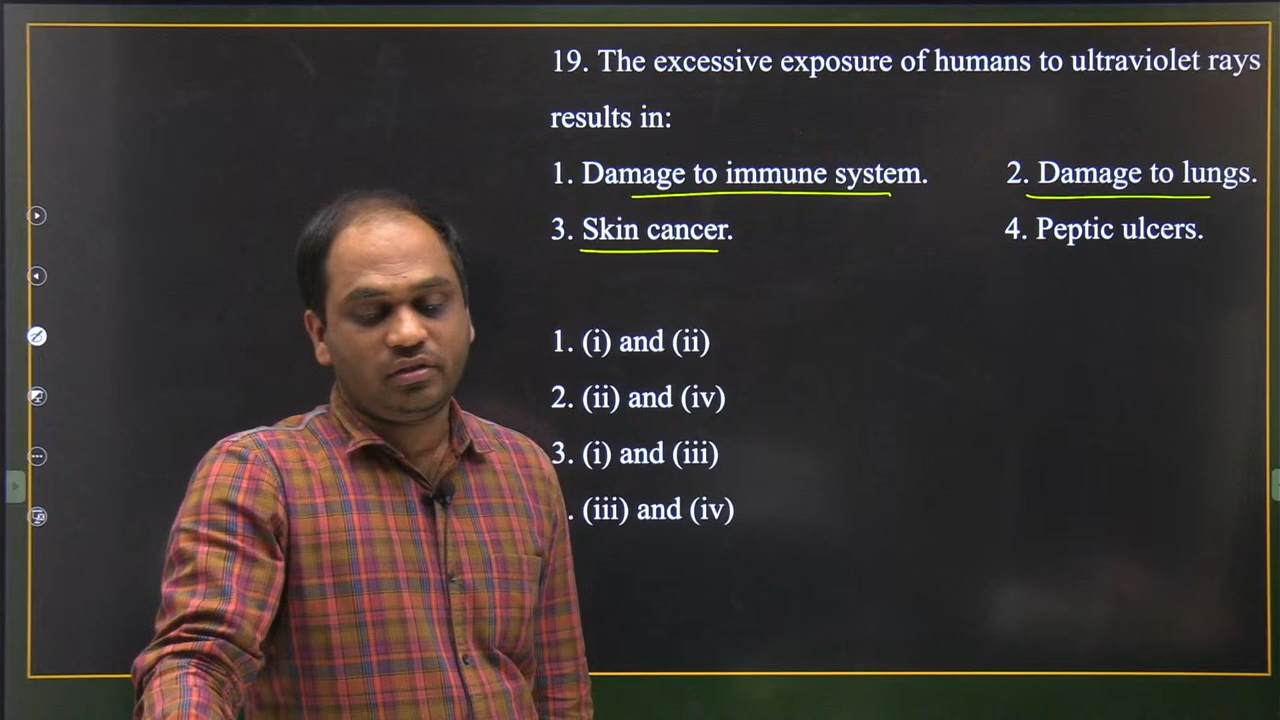 19. The excessive exposure of humans to ultraviolet rays
results in:
1. Damage to immune system. 2. Damage to lungs.
3. Skin cancer. 4. Peptic ulcers.
1. (i) and (ii)
2. (ii) and (iv)
3. (i) and (iii)
. (iii) and (iv)